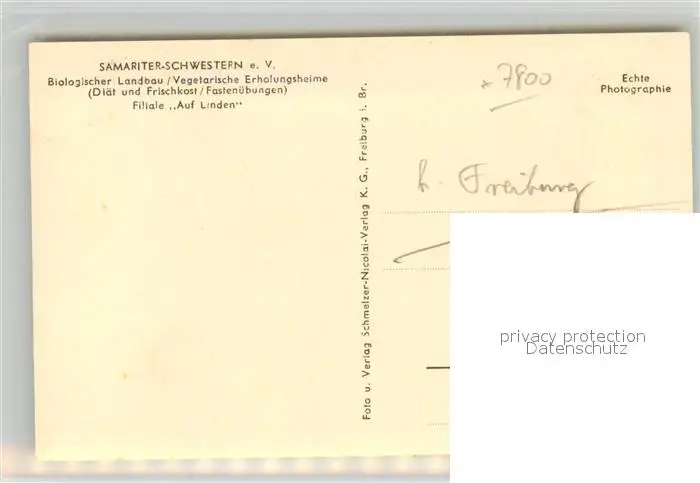 SAMARITER-SCHWESTERN e. V.
Biologischer Landbau / Vegetarische Erholungsheime
(Diät und Frischkost / Fastenübungen)
Filiale „Auf Linden"
Foto u. Verlag Schmelzer-Nicolai-Verlag K. G., Freiburg i. Br.
7800
Echte
Photographie
b. Freiburg
privacy protection
Datenschutz